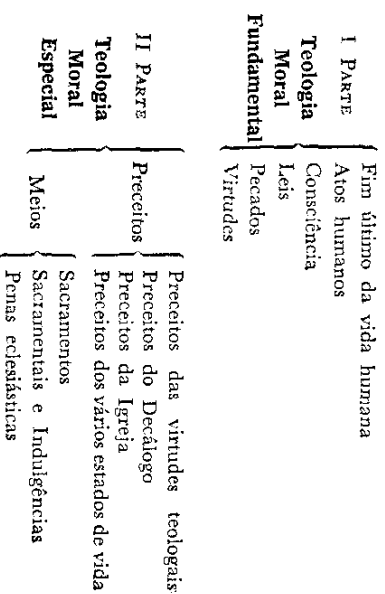 I PARTE
Teologia
Moral
Fundamental
Fim último da vida humana
Atos humanos
Consciência
Leis
Pecados
Virtudes
II PARTE
Teologia
Moral
Especial
Preceitos
Preceitos das virtudes teologais
Preceitos do Decálogo
Preceitos da Igreja
Preceitos dos vários estados de vida
Meios
Sacramentos
Sacramentais e Indulgências
Penas eclesiásticas